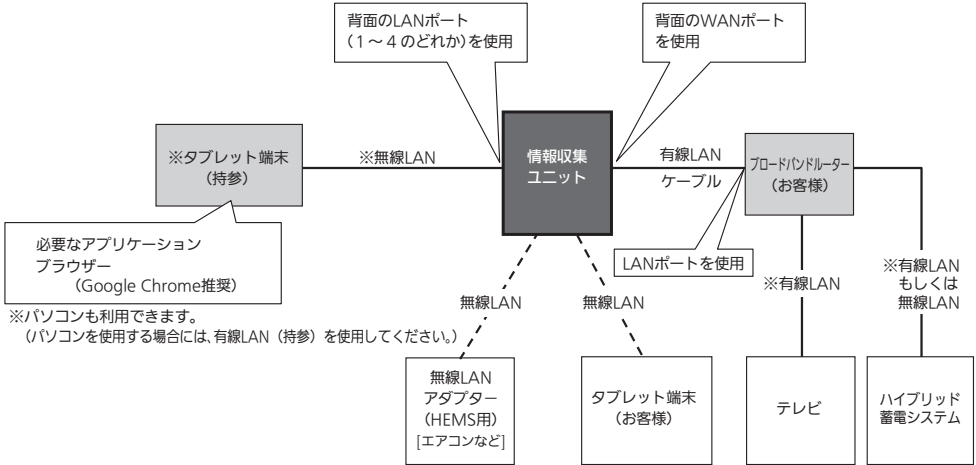 背面のLANポート
（1～4のどれか）を使用
背面のWANポート
を使用
※タブレット端末
（持参）
※無線LAN
情報収集
ユニット
有線LAN
ケーブル
ブロードバンドルーター
（お客様）
必要なアプリケーション
ブラウザー
（Google Chrome推奨）
LANポートを使用
※パソコンも利用できます。
（パソコンを使用する場合には、有線LAN（持参）を使用してください。）
無線LAN
無線LAN
※有線LAN
※有線LAN
もしくは
無線LAN
無線LAN
アダプター
（HEMS用）
[エアコンなど]
タブレット端末
（お客様）
テレビ
ハイブリッド
蓄電システム